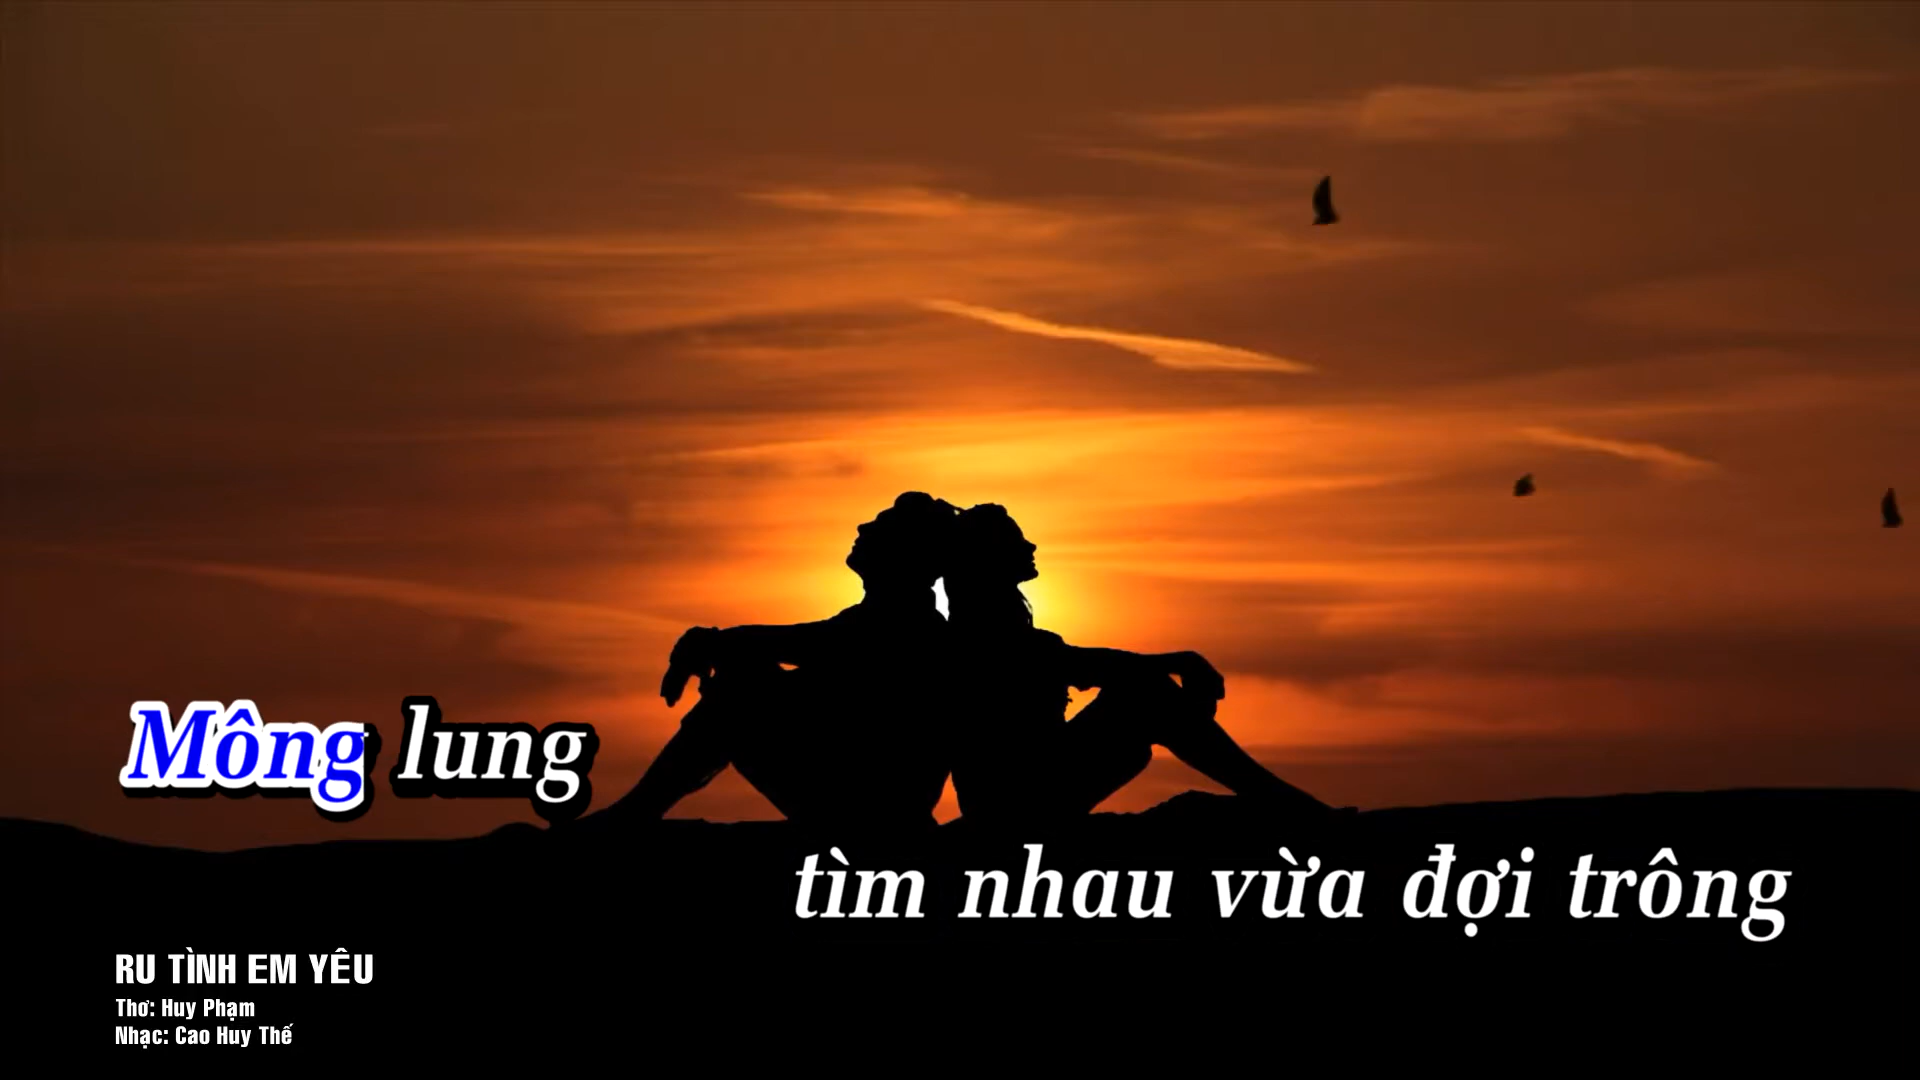 Mông lung
tìm nhau vừa đợi trông
RU TÌNH EM YÊU
Thơ: Huy Phạm
Nhạc: Cao Huy Thế